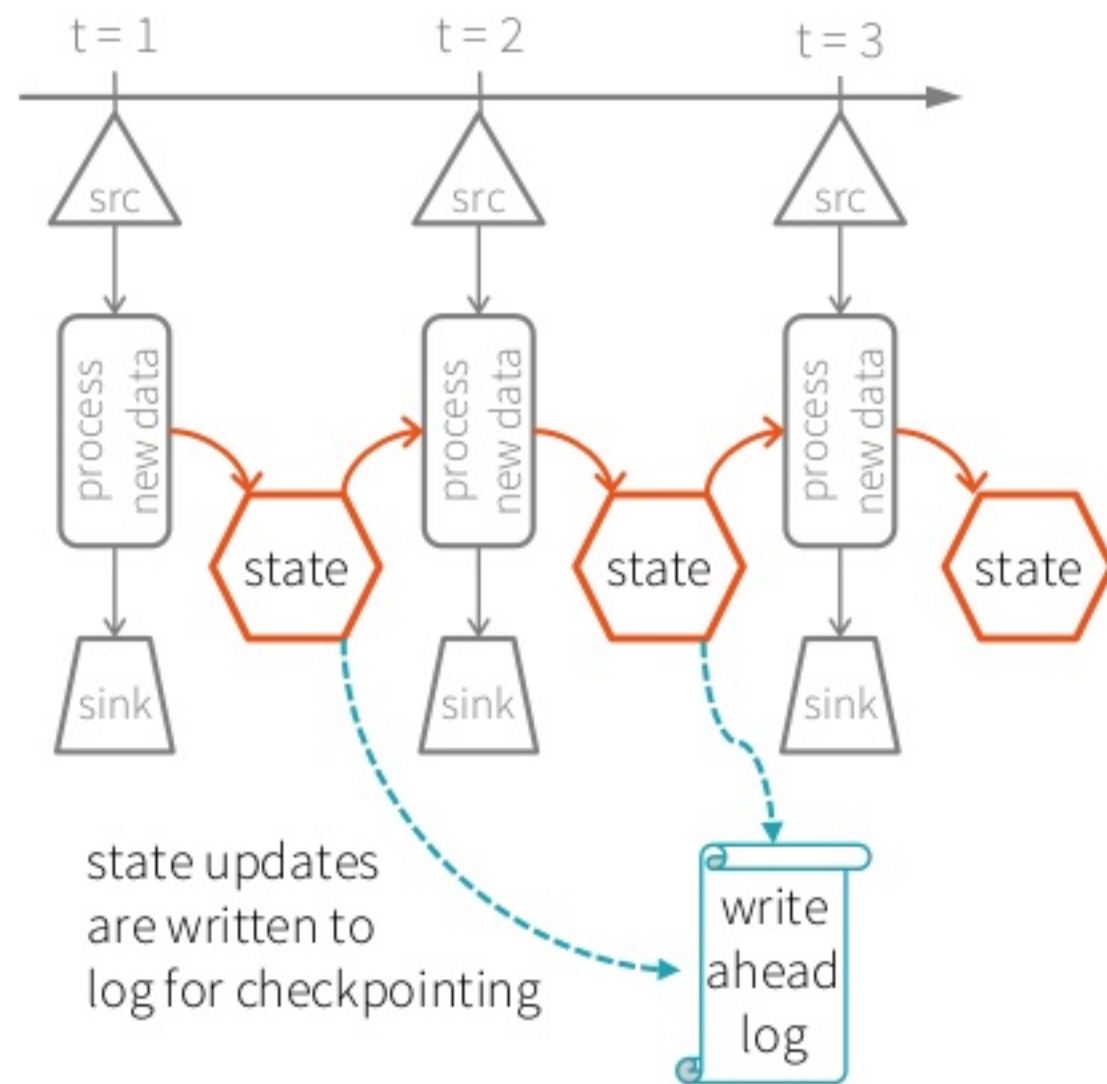 t = 1
t = 2
t = 3
src
src
src
process
new data
process
new data
process
new data
state
state
state
sink
sink
sink
state updates
are written to
log for checkpointing
write
ahead
log